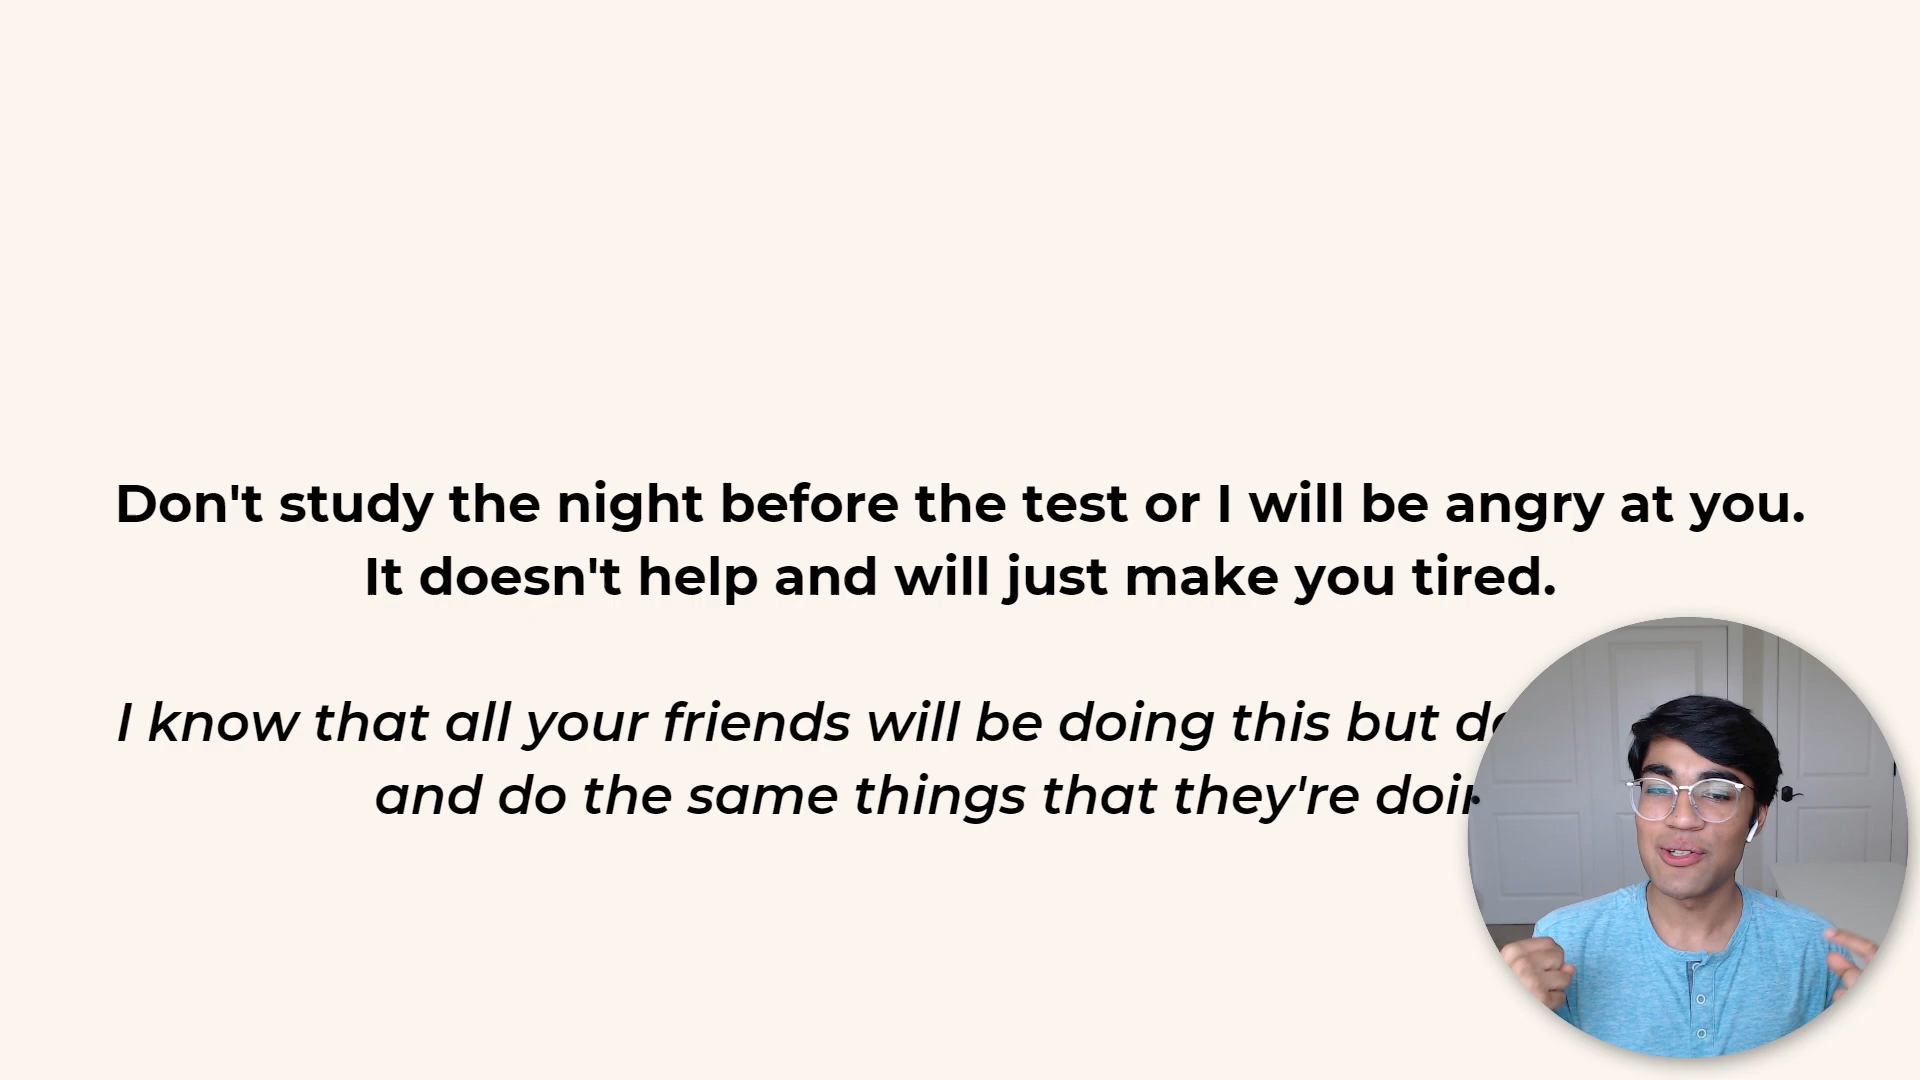 Don't study the night before the test or I will be angry at you.
It doesn't help and will just make you tired.
I know that all your friends will be doing this but
and do the same things that they're